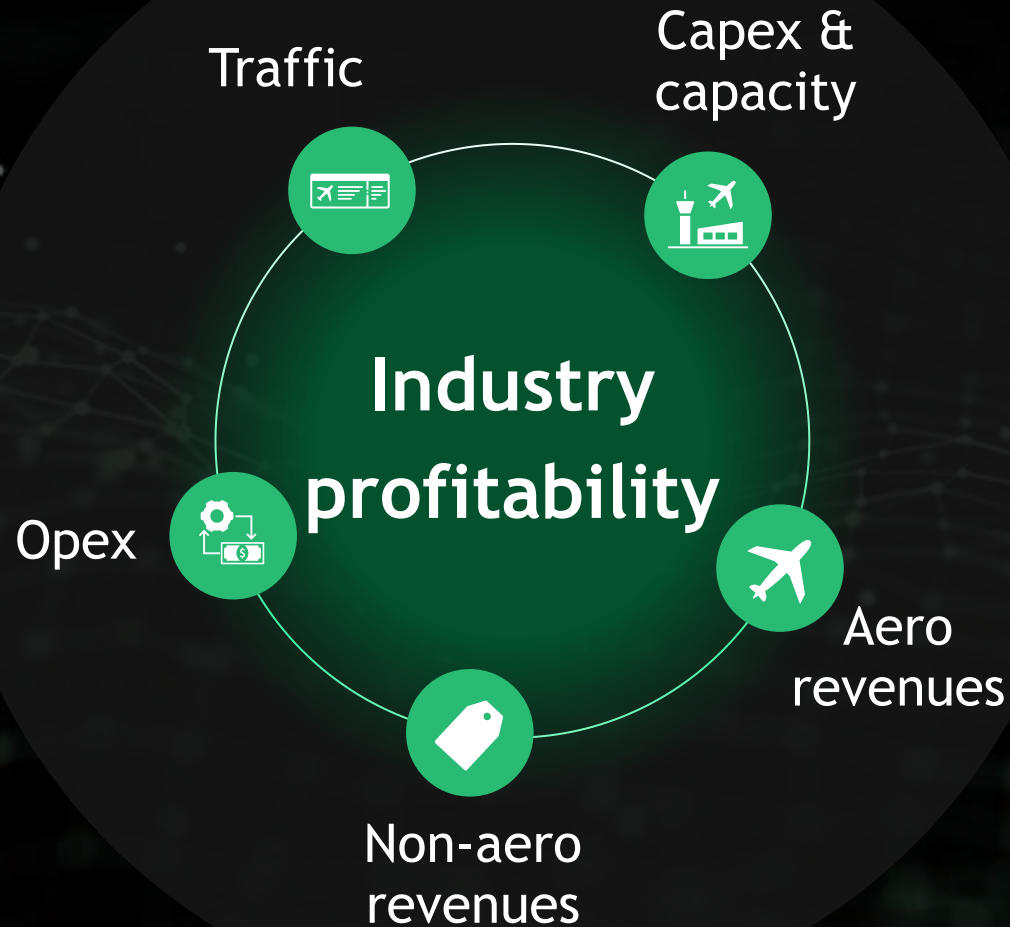 Traffic
Capex &
capacity
Industry
profitability
Opex
Aero
revenues
Non-aero
revenues